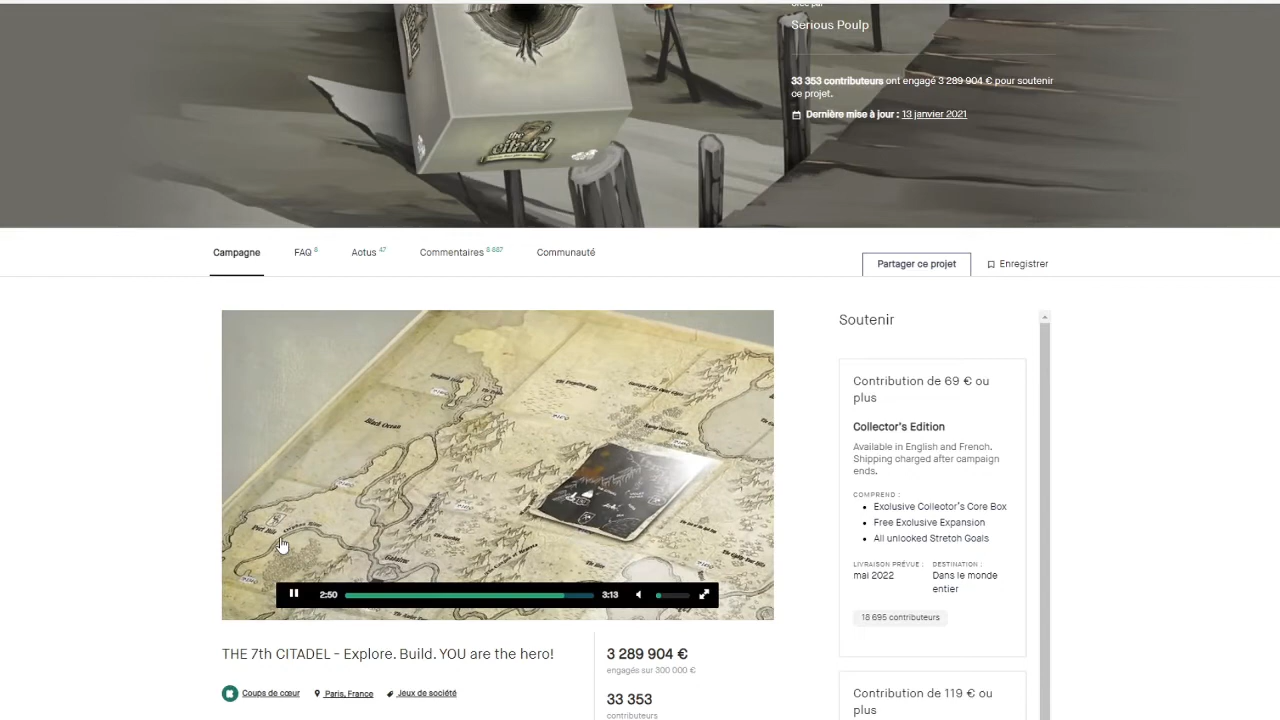 Serious Poulp
33 353 contributeurs ont engagé 3 289 904 € pour soutenir
ce projet.
Dernière mise à jour : 13 janvier 2021
the 7
citadel
Campagne
FAQ 8
Aotus 47
Commentaires 8 887
Communauté
Partager ce projet
Enregistrer
Black Ocean
2:50
3:13
THE 7th CITADEL - Explore. Build. YOU are the hero!
Coups de cœur
Paris, France
Jeux de société
3 289 904 €
engagés sur 300 000 €
33 353
contributeurs
Soutenir
Contribution de 69 € ou
plus
Collector's Edition
Available in English and French.
Shipping charged after campaign
ends.
COMPREND :
Exclusive Collector's Core Box
Free Exclusive Expansion
All unlooked Stretch Goals
LIVRAISON PRÉVUE :
mai 2022
DESTINATION :
Dans le monde
entier
18 695 contributeurs
Contribution de 119 € ou
plus